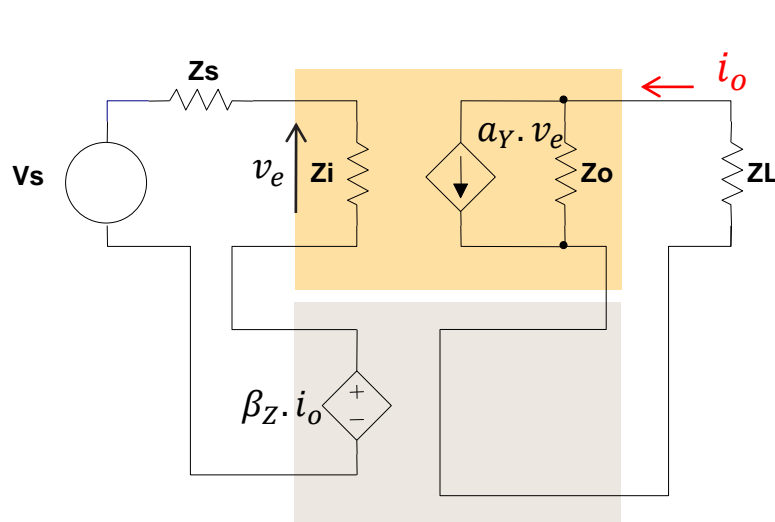 Zs
i_o
a_Y. v_e
Vs
v_e
Zi
Zo
ZL
β_Z. i_o
+
−